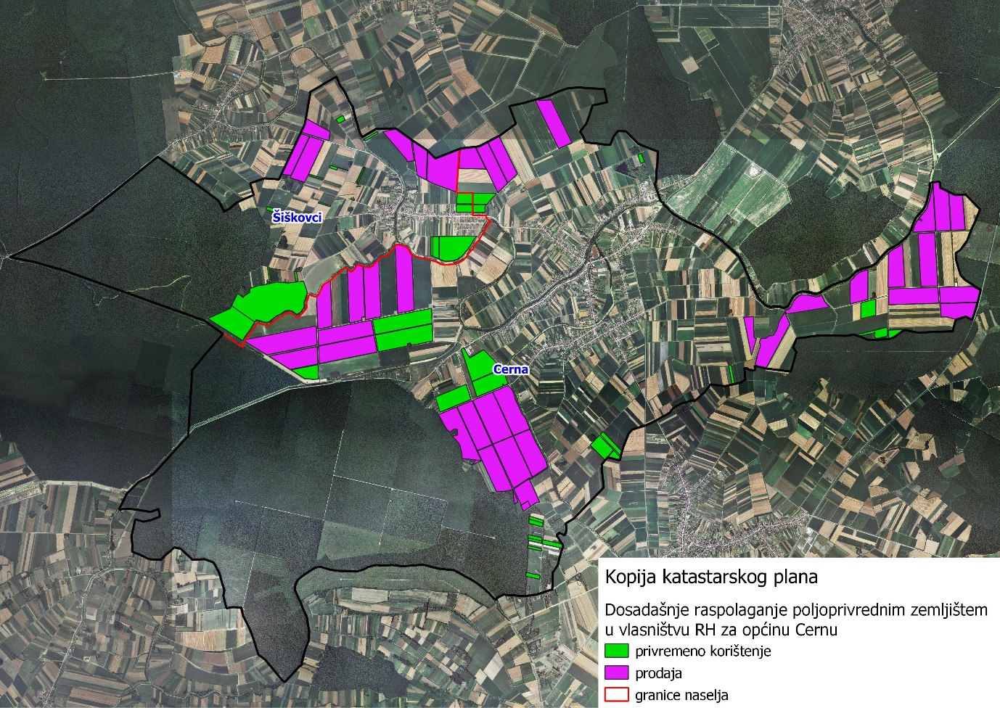 Šiškovci
Cerna
Kopija katastarskog plana
Dosadašnje raspolaganje poljoprivrednim zemljištem
u vlasništvu RH za općinu Cernu
privremeno korištenje
prodaja
granice naselja